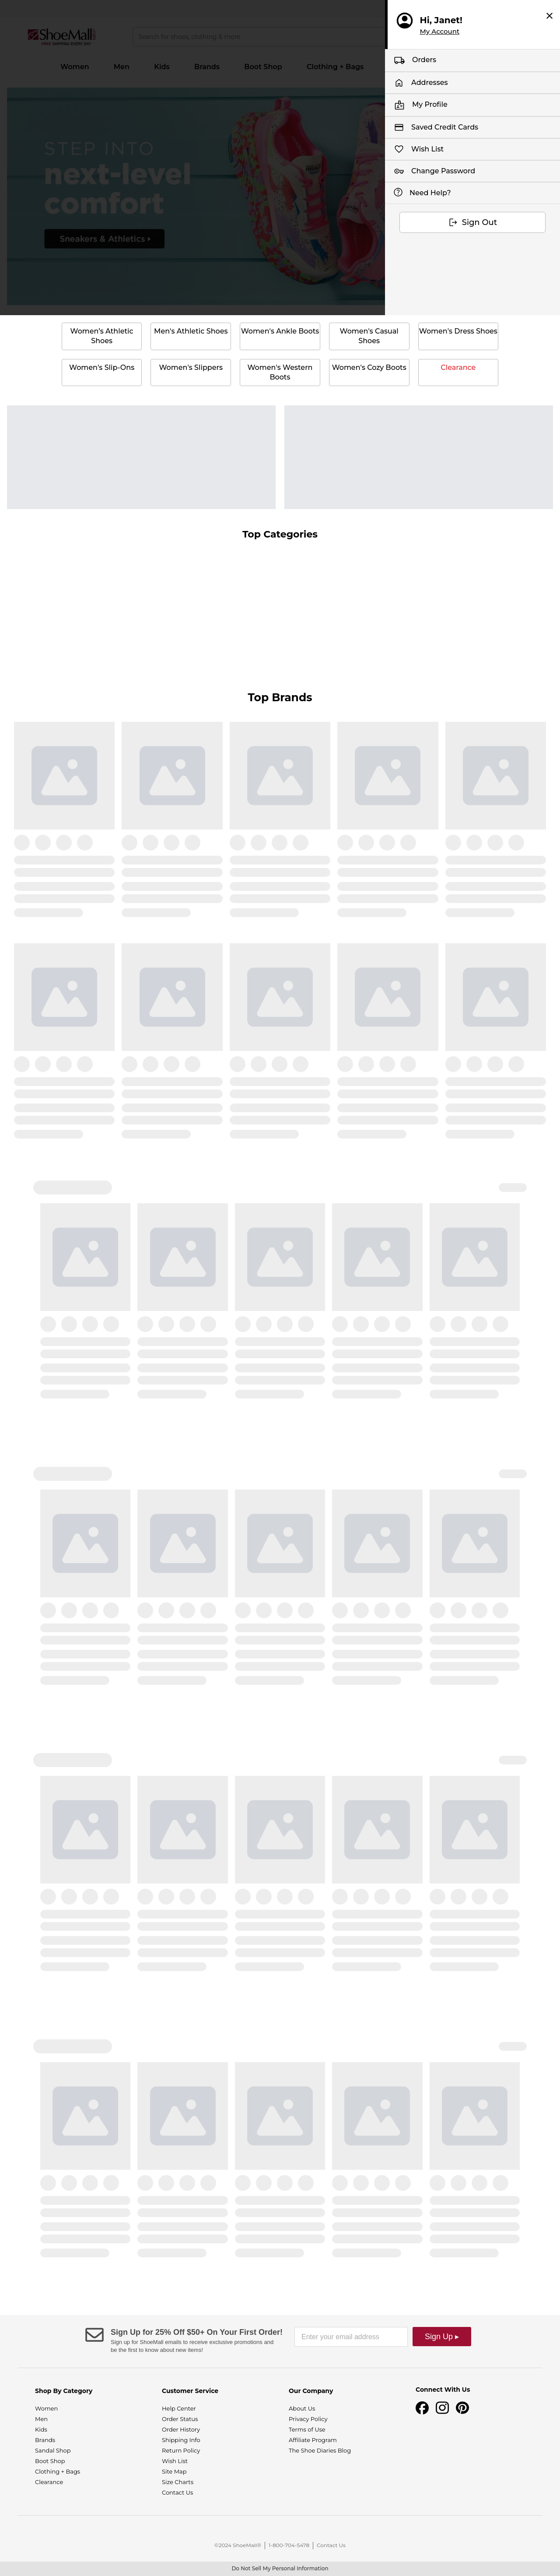 Hi, Janet!
My Account
Orders
Addresses
My Profile
Saved Credit Cards
Wish List
Change Password
Need Help?
Sign Out
ShoeMall
Search for shoes, clothing & more
Women Men Kids Brands Boot Shop Clothing + Bags
STEP INTO
next-level
comfort
Sneakers & Athletics ▸
Women's Athletic
Shoes
Men's Athletic Shoes
Women's Ankle Boots
Women's Casual
Shoes
Women's Dress Shoes
Women's Slip-Ons
Women's Slippers
Women's Western
Boots
Women's Cozy Boots
Clearance
Top Categories
Top Brands
Sign Up for 25% Off $50+ On Your First Order!
Sign up for ShoeMall emails to receive exclusive promotions and
be the first to know about new items!
Enter your email address
Sign Up ▸
Shop By Category
Women
Men
Kids
Brands
Sandal Shop
Boot Shop
Clothing + Bags
Clearance
Customer Service
Help Center
Order Status
Order History
Shipping Info
Return Policy
Wish List
Site Map
Size Charts
Contact Us
Our Company
About Us
Privacy Policy
Terms of Use
Affiliate Program
The Shoe Diaries Blog
Connect With Us
©2024 ShoeMall® | 1-800-704-5478 | Contact Us
Do Not Sell My Personal Information